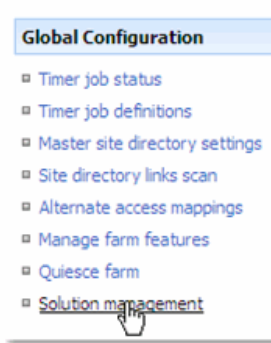 Global Configuration
Timer job status
Timer job definitions
Master site directory settings
Site directory links scan
Alternate access mappings
Manage farm features
Quiesce farm
Solution management